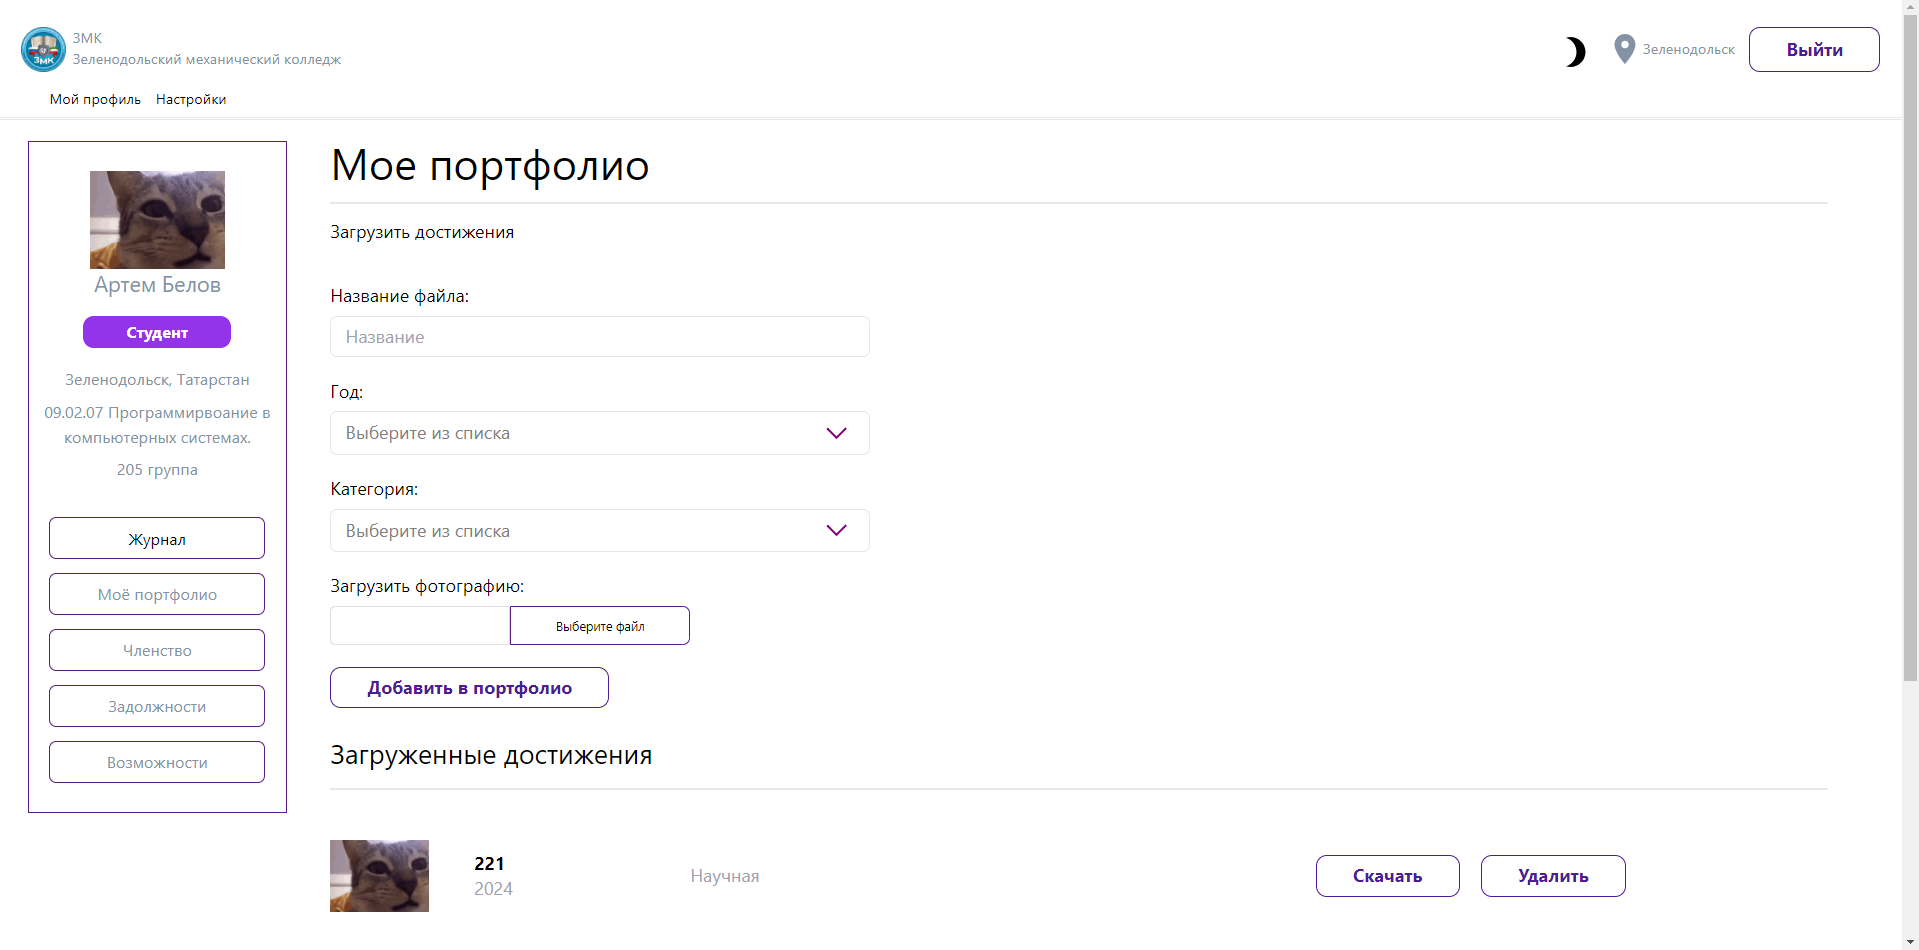 ЗМК
ЗМК
Зеленодольский механический колледж
Зеленодольск
Выйти
Мой профиль Настройки
Артем Белов
Студент
Зеленодольск, Татарстан
09.02.07 Программирвоание в
компьютерных системах.
205 группа
Журнал
Моё портфолио
Членство
Задолжности
Возможности
Мое портфолио
Загрузить достижения
Название файла:
Название
Год:
Выберите из списка
Категория:
Выберите из списка
Загрузить фотографию:
Выберите файл
Добавить в портфолио
Загруженные достижения
221
2024
Научная
Скачать
Удалить